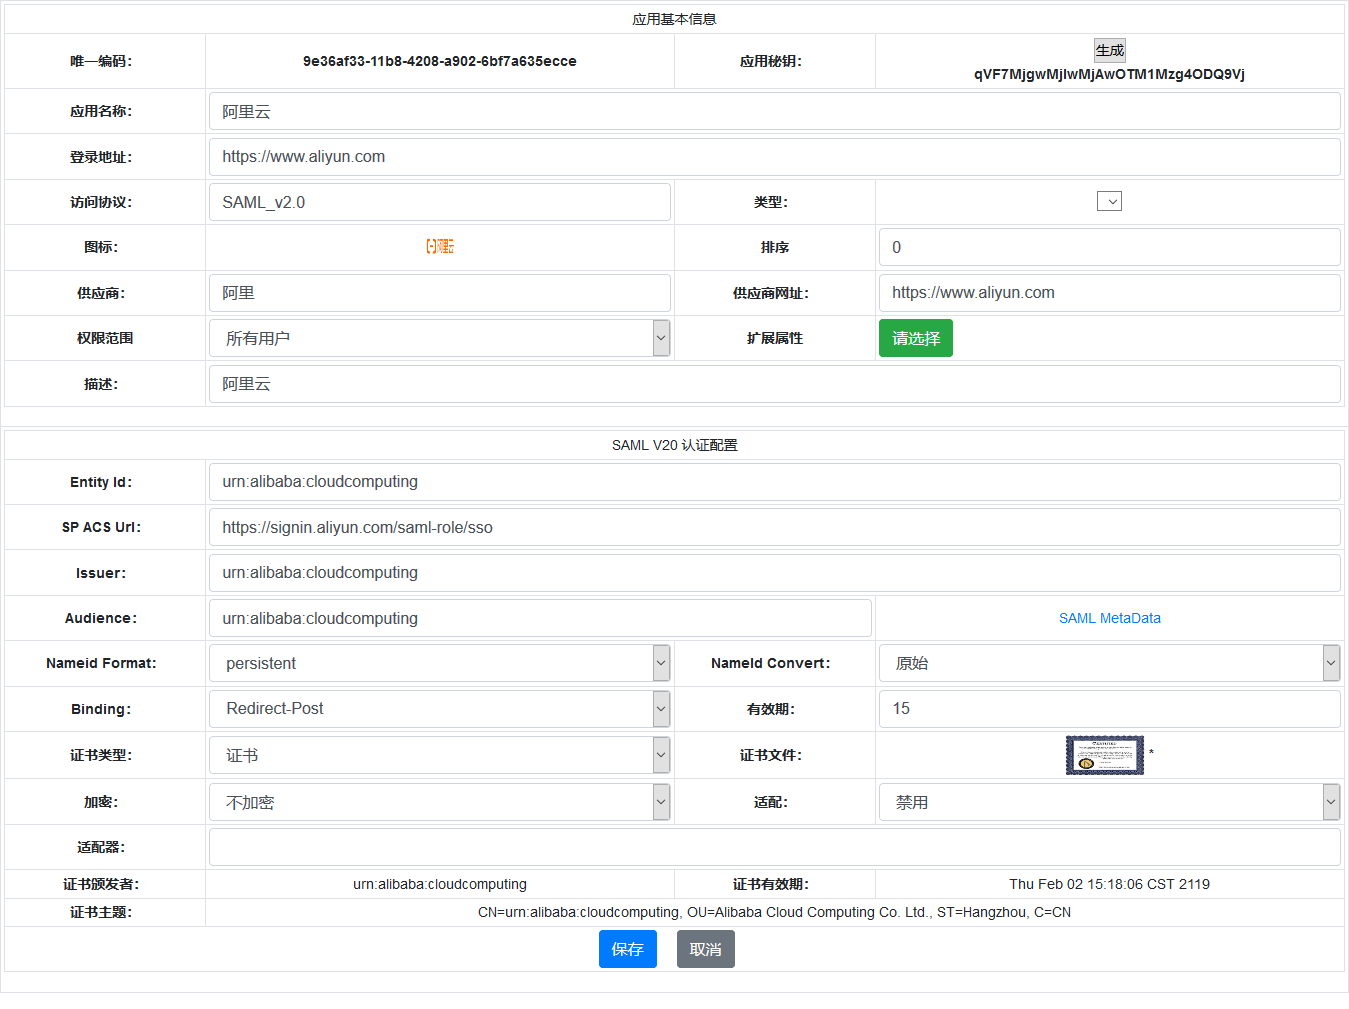 应用基本信息
唯一编码： 9e36af33-11b8-4208-a902-6bf7a635ecce 应用秘钥： 生成
qVF7MjgwMjIwMjAwOTM1Mzg4ODQ9Vj
应用名称： 阿里云
登录地址： https://www.aliyun.com
访问协议： SAML_v2.0 类型：
图标： 阿里云 排序 0
供应商： 阿里 供应商网址： https://www.aliyun.com
权限范围 所有用户 扩展属性 请选择
描述： 阿里云
SAML V20 认证配置
Entity Id： urn:alibaba:cloudcomputing
SP ACS Url： https://signin.aliyun.com/saml-role/sso
Issuer： urn:alibaba:cloudcomputing
Audience： urn:alibaba:cloudcomputing SAML MetaData
Nameid Format： persistent NameId Convert： 原始
Binding： Redirect-Post 有效期： 15
证书类型： 证书 证书文件： *
加密： 不加密 适配： 禁用
适配器：
证书颁发者： urn:alibaba:cloudcomputing 证书有效期： Thu Feb 02 15:18:06 CST 2119
证书主题： CN=urn:alibaba:cloudcomputing, OU=Alibaba Cloud Computing Co. Ltd., ST=Hangzhou, C=CN
保存 取消